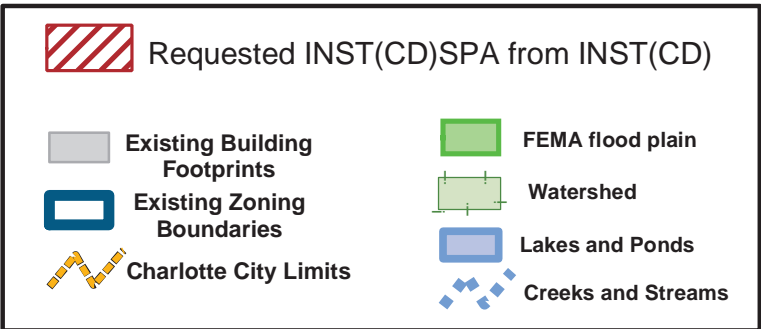 Requested INST(CD)SPA from INST(CD)
Existing Building
Footprints
Existing Zoning
Boundaries
Charlotte City Limits
FEMA flood plain
Watershed
Lakes and Ponds
Creeks and Streams